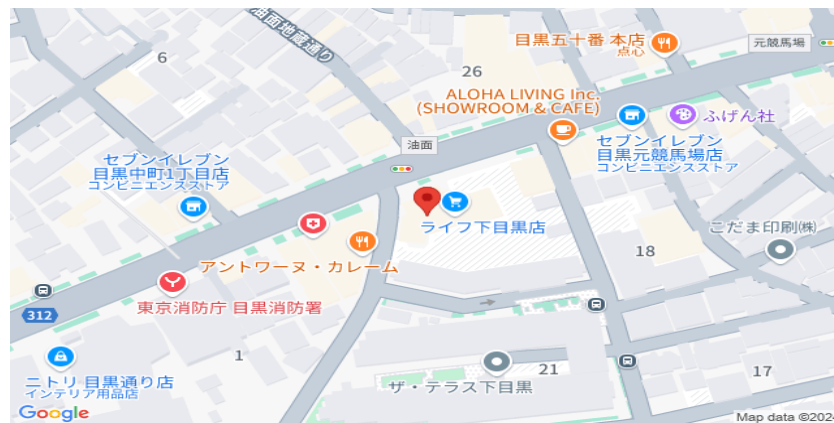 油面地蔵通り
6
26
目黒五十番 本店
点心
元競馬場
ALOHA LIVING Inc.
(SHOWROOM & CAFE)
ふげん社
セブンイレブン
目黒元競馬場店
コンビニエンスストア
油面
セブンイレブン
目黒中町1丁目店
コンビニエンスストア
ライフ下目黒店
こだま印刷㈱
18
アントワーヌ・カレーム
東京消防庁 目黒消防署
312
1
ニトリ 目黒通り店
インテリア用品店
21
ザ・テラス下目黒
17
Google
Map data ©2024